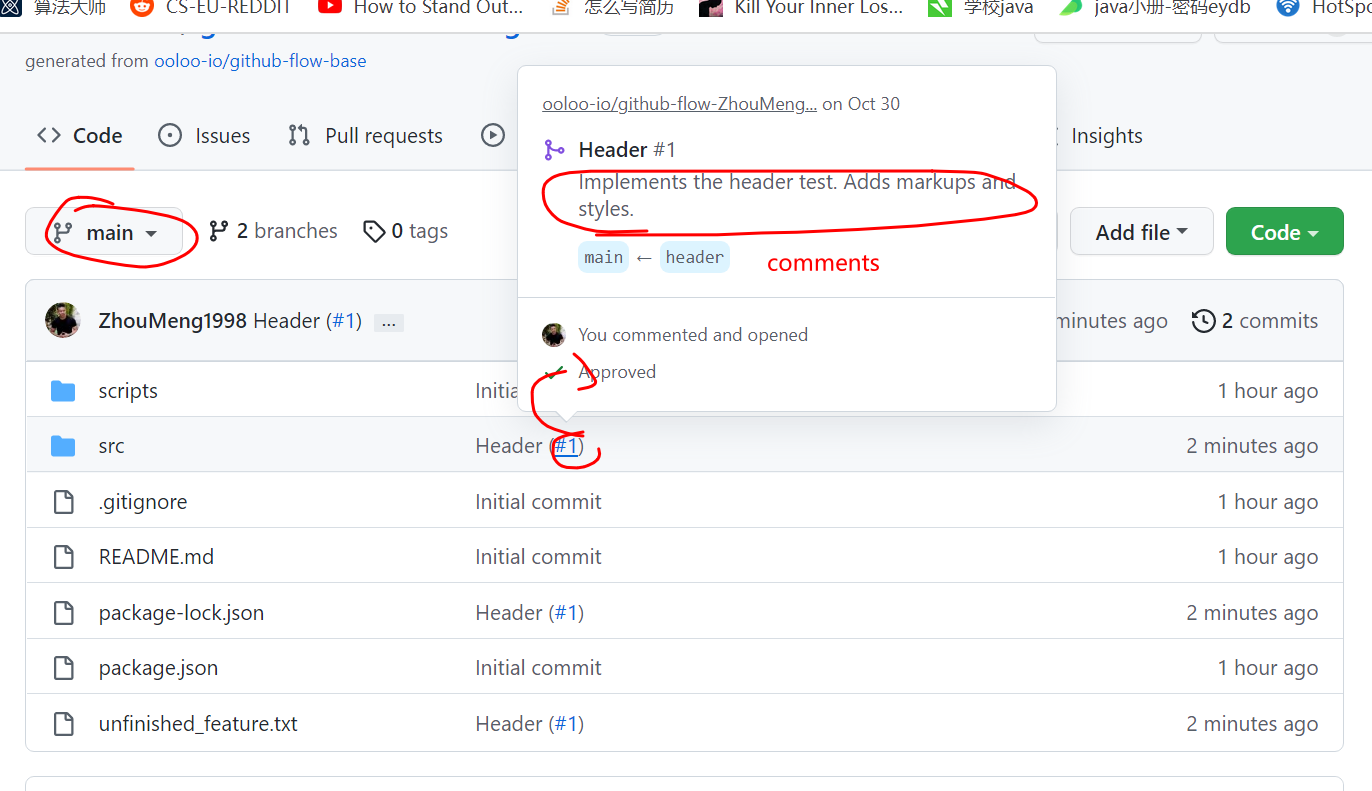 算法大师 CS-EU-REDDIT How to Stand Out... 怎么写简历 Kill Your Inner Los... 学校java java小册-密码eydb HotSpo
generated from ooloo-io/github-flow-base
ooloo-io/github-flow-ZhouMeng... on Oct 30
Code Issues Pull requests Insights
Header #1
Implements the header test. Adds markups and
styles.
main 2 branches 0 tags Add file Code
main ← header
comments
ZhouMeng1998 Header (#1) ... minutes ago 2 commits
You commented and opened
Approved
scripts Initia 1 hour ago
src Header (#1) 2 minutes ago
.gitignore Initial commit 1 hour ago
README.md Initial commit 1 hour ago
package-lock.json Header (#1) 2 minutes ago
package.json Initial commit 1 hour ago
unfinished_feature.txt Header (#1) 2 minutes ago